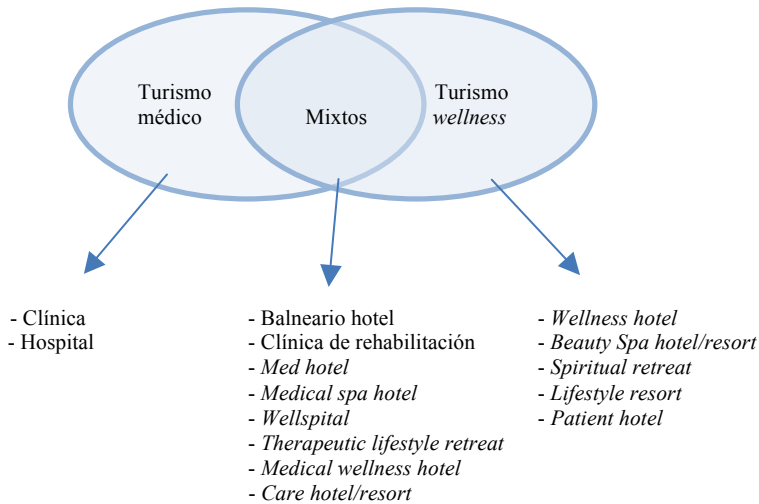 Turismo
médico
Mixtos
Turismo
wellness
- Clínica
- Hospital
- Balneario hotel
- Clínica de rehabilitación
- Med hotel
- Medical spa hotel
- Wellspital
- Therapeutic lifestyle retreat
- Medical wellness hotel
- Care hotel/resort
- Wellness hotel
- Beauty Spa hotel/resort
- Spiritual retreat
- Lifestyle resort
- Patient hotel